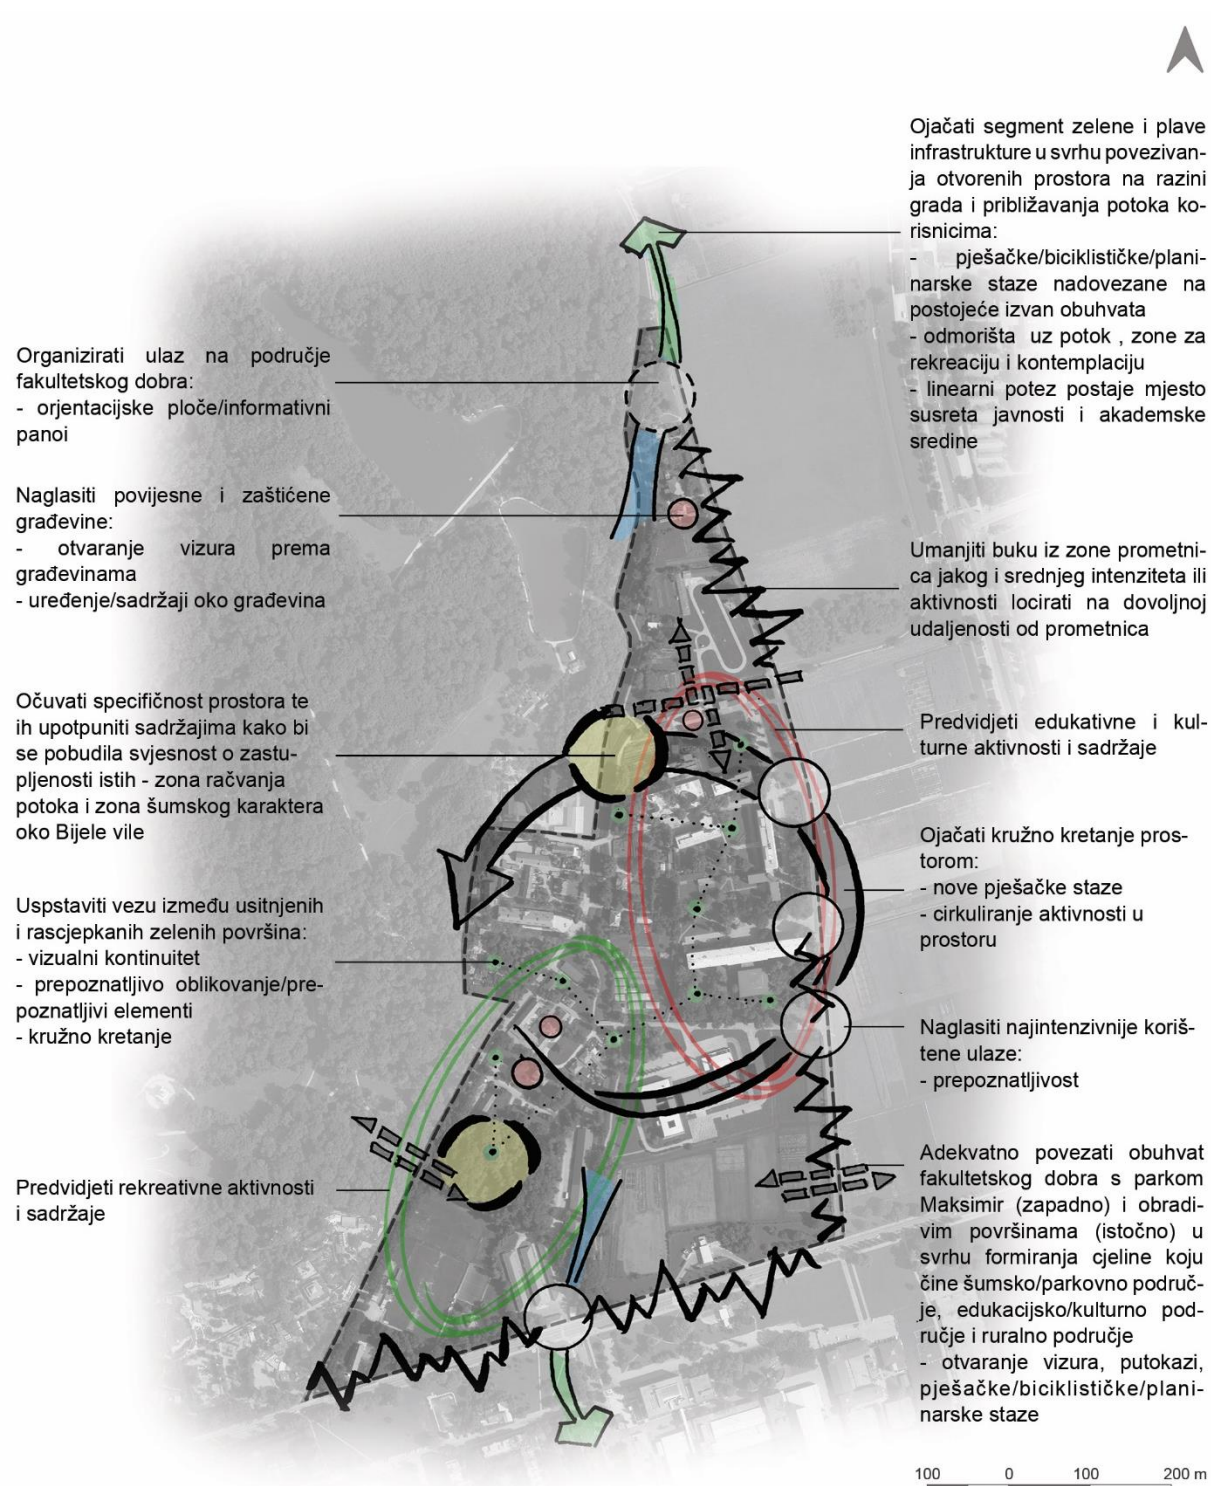 Organizirati ulaz na područje
fakultetskog dobra:
- orjentacijske ploče/informativni
panoi
Naglasiti povijesne i zaštićene
građevine:
- otvaranje vizura prema
građevinama
- uređenje/sadržaji oko građevina
Očuvati specifičnost prostora te
ih upotpuniti sadržajima kako bi
se pobudila svjesnost o zastu-
pljenosti istih - zona račvanja
potoka i zona šumskog karaktera
oko Bijele vile
Uspstaviti vezu između usitnjenih
i rascjepkanih zelenih površina:
- vizualni kontinuitet
- prepoznatljivo oblikovanje/pre-
poznatljivi elementi
- kružno kretanje
Predvidjeti rekreativne aktivnosti
i sadržaje
Ojačati segment zelene i plave
infrastrukture u svrhu povezivan-
ja otvorenih prostora na razini
grada i približavanja potoka ko-
risnicima:
- pješačke/biciklističke/plani-
narske staze nadovezane na
postojeće izvan obuhvata
- odmorišta uz potok , zone za
rekreaciju i kontemplaciju
- linearni potez postaje mjesto
susreta javnosti i akademske
sredine
Umanjiti buku iz zone prometni-
ca jakog i srednjeg intenziteta ili
aktivnosti locirati na dovoljnoj
udaljenosti od prometnica
Predvidjeti edukativne i kul-
turne aktivnosti i sadržaje
Ojačati kružno kretanje pros-
torom:
- nove pješačke staze
- cirkuliranje aktivnosti u
prostoru
Naglasiti najintenzivnije koriš-
tene ulaze:
- prepoznatljivost
Adekvatno povezati obuhvat
fakultetskog dobra s parkom
Maksimir (zapadno) i obradi-
vim površinama (istočno) u
svrhu formiranja cjeline koju
čine šumsko/parkovno područ-
je, edukacijsko/kulturno pod-
ručje i ruralno područje
- otvaranje vizura, putokazi,
pješačke/biciklističke/plani-
narske staze
100 0 100 200 m